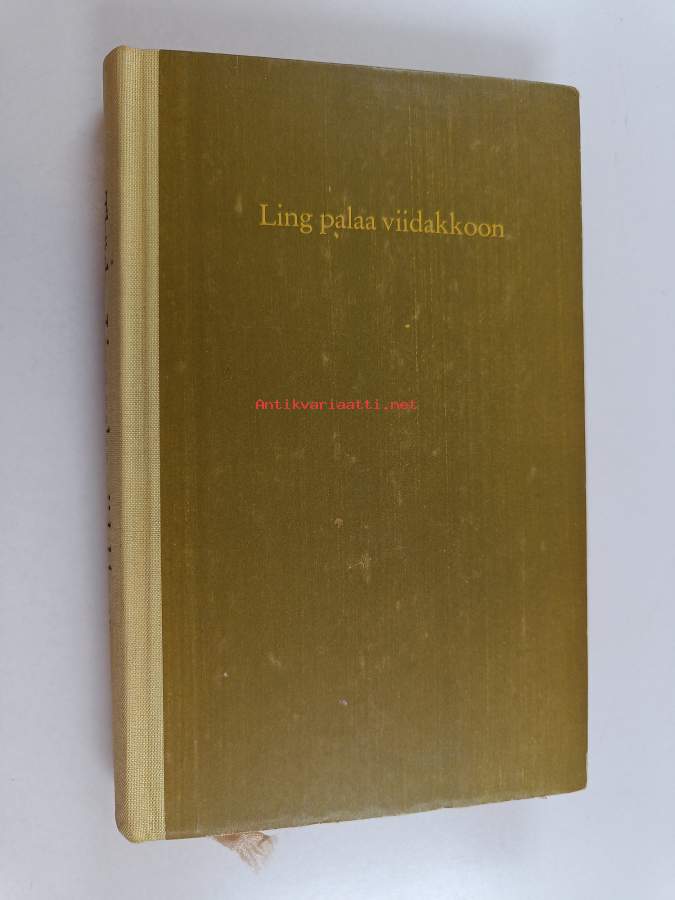 Ling palaa viidakkoon
Antikvariaatti.net